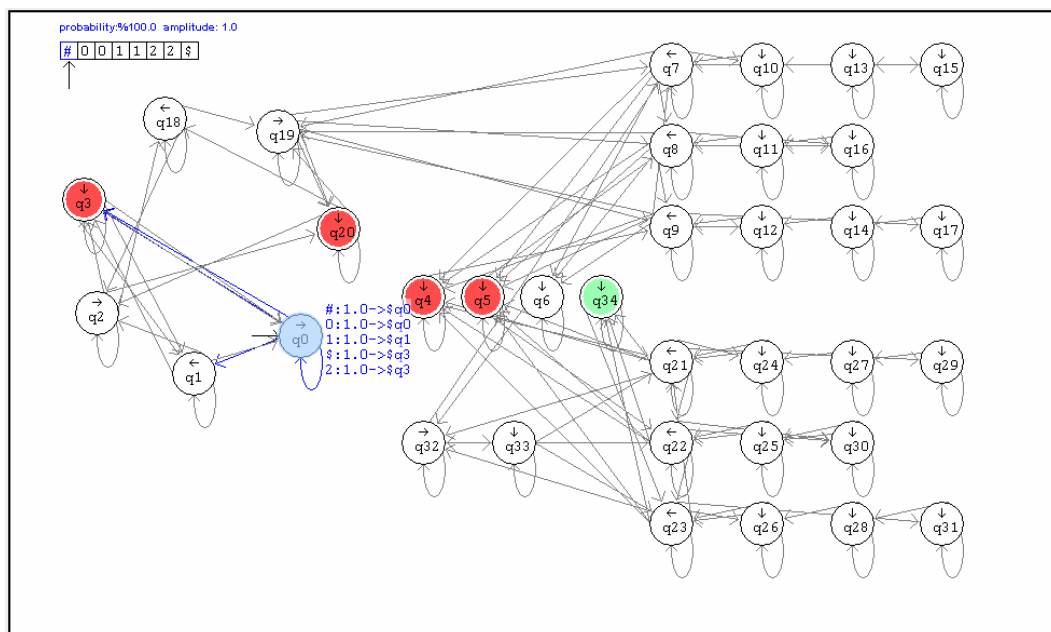 probability:%100.0 amplitude: 1.0
# 0 0 1 1 2 2 $
q7 q10 q13 q15
q18 q19
q8 q11 q16
q3 q20
q9 q12 q14 q17
q4 q5 q6 q34
q2
#:1.0->$q0
0:1.0->$q0
1:1.0->$q1
$:1.0->$q3
2:1.0->$q3
q0
q1
q21 q24 q27 q29
q32 q33 q22 q25 q30
q23 q26 q28 q31